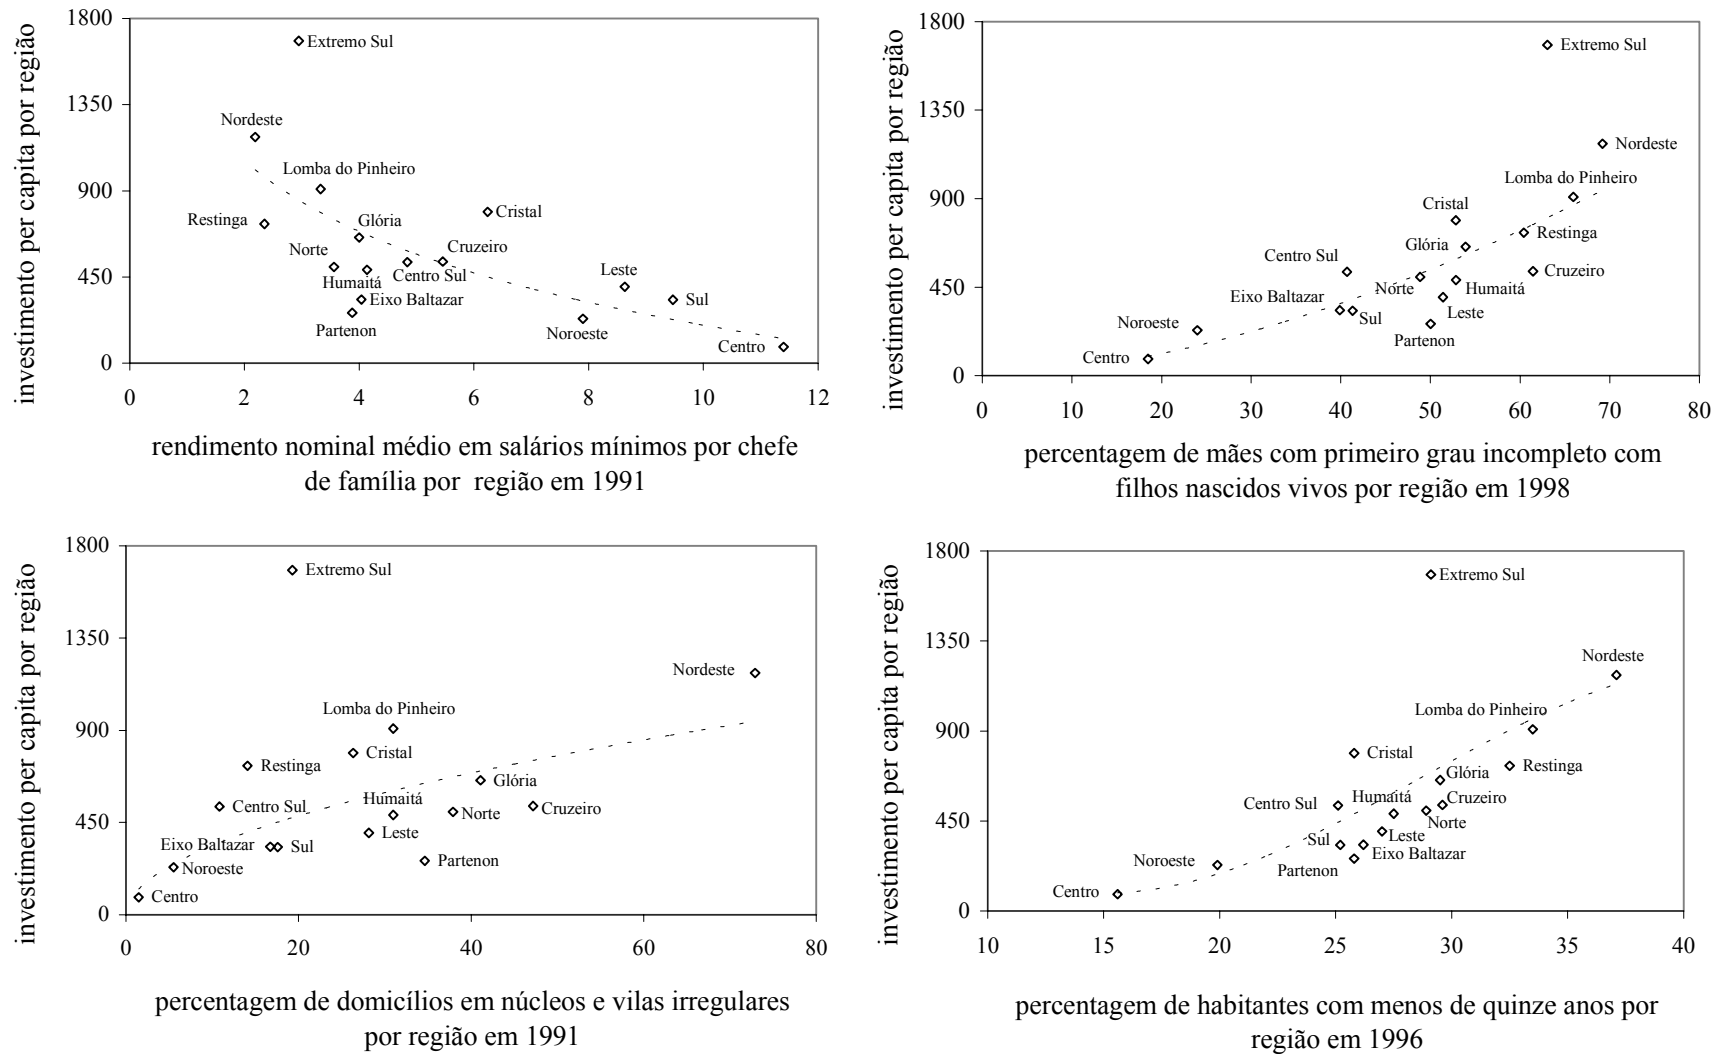 investimento per capita por região
1800
1350
900
450
0
Extremo Sul
Nordeste
Lomba do Pinheiro
Restinga
Glória
Cristal
Norte
Cruzeiro
Humaitá
Centro Sul
Leste
Eixo Baltazar
Sul
Partenon
Noroeste
Centro
0 2 4 6 8 10 12
rendimento nominal médio em salários mínimos por chefe
de família por região em 1991
investimento per capita por região
1800
1350
900
450
0
Extremo Sul
Nordeste
Lomba do Pinheiro
Cristal
Restinga
Glória
Centro Sul
Cruzeiro
Norte
Humaitá
Eixo Baltazar
Leste
Sul
Noroeste
Partenon
Centro
0 10 20 30 40 50 60 70 80
percentagem de mães com primeiro grau incompleto com
filhos nascidos vivos por região em 1998
investimento per capita por região
1800
1350
900
450
0
Extremo Sul
Nordeste
Lomba do Pinheiro
Cristal
Restinga
Glória
Humaitá
Centro Sul
Norte
Cruzeiro
Leste
Eixo Baltazar
Sul
Partenon
Noroeste
Centro
0 20 40 60 80
percentagem de domicílios em núcleos e vilas irregulares
por região em 1991
investimento per capita por região
1800
1350
900
450
0
Extremo Sul
Nordeste
Lomba do Pinheiro
Cristal
Restinga
Glória
Humaitá
Cruzeiro
Centro Sul
Norte
Leste
Sul
Eixo Baltazar
Noroeste
Partenon
Centro
10 15 20 25 30 35 40
percentagem de habitantes com menos de quinze anos por
região em 1996